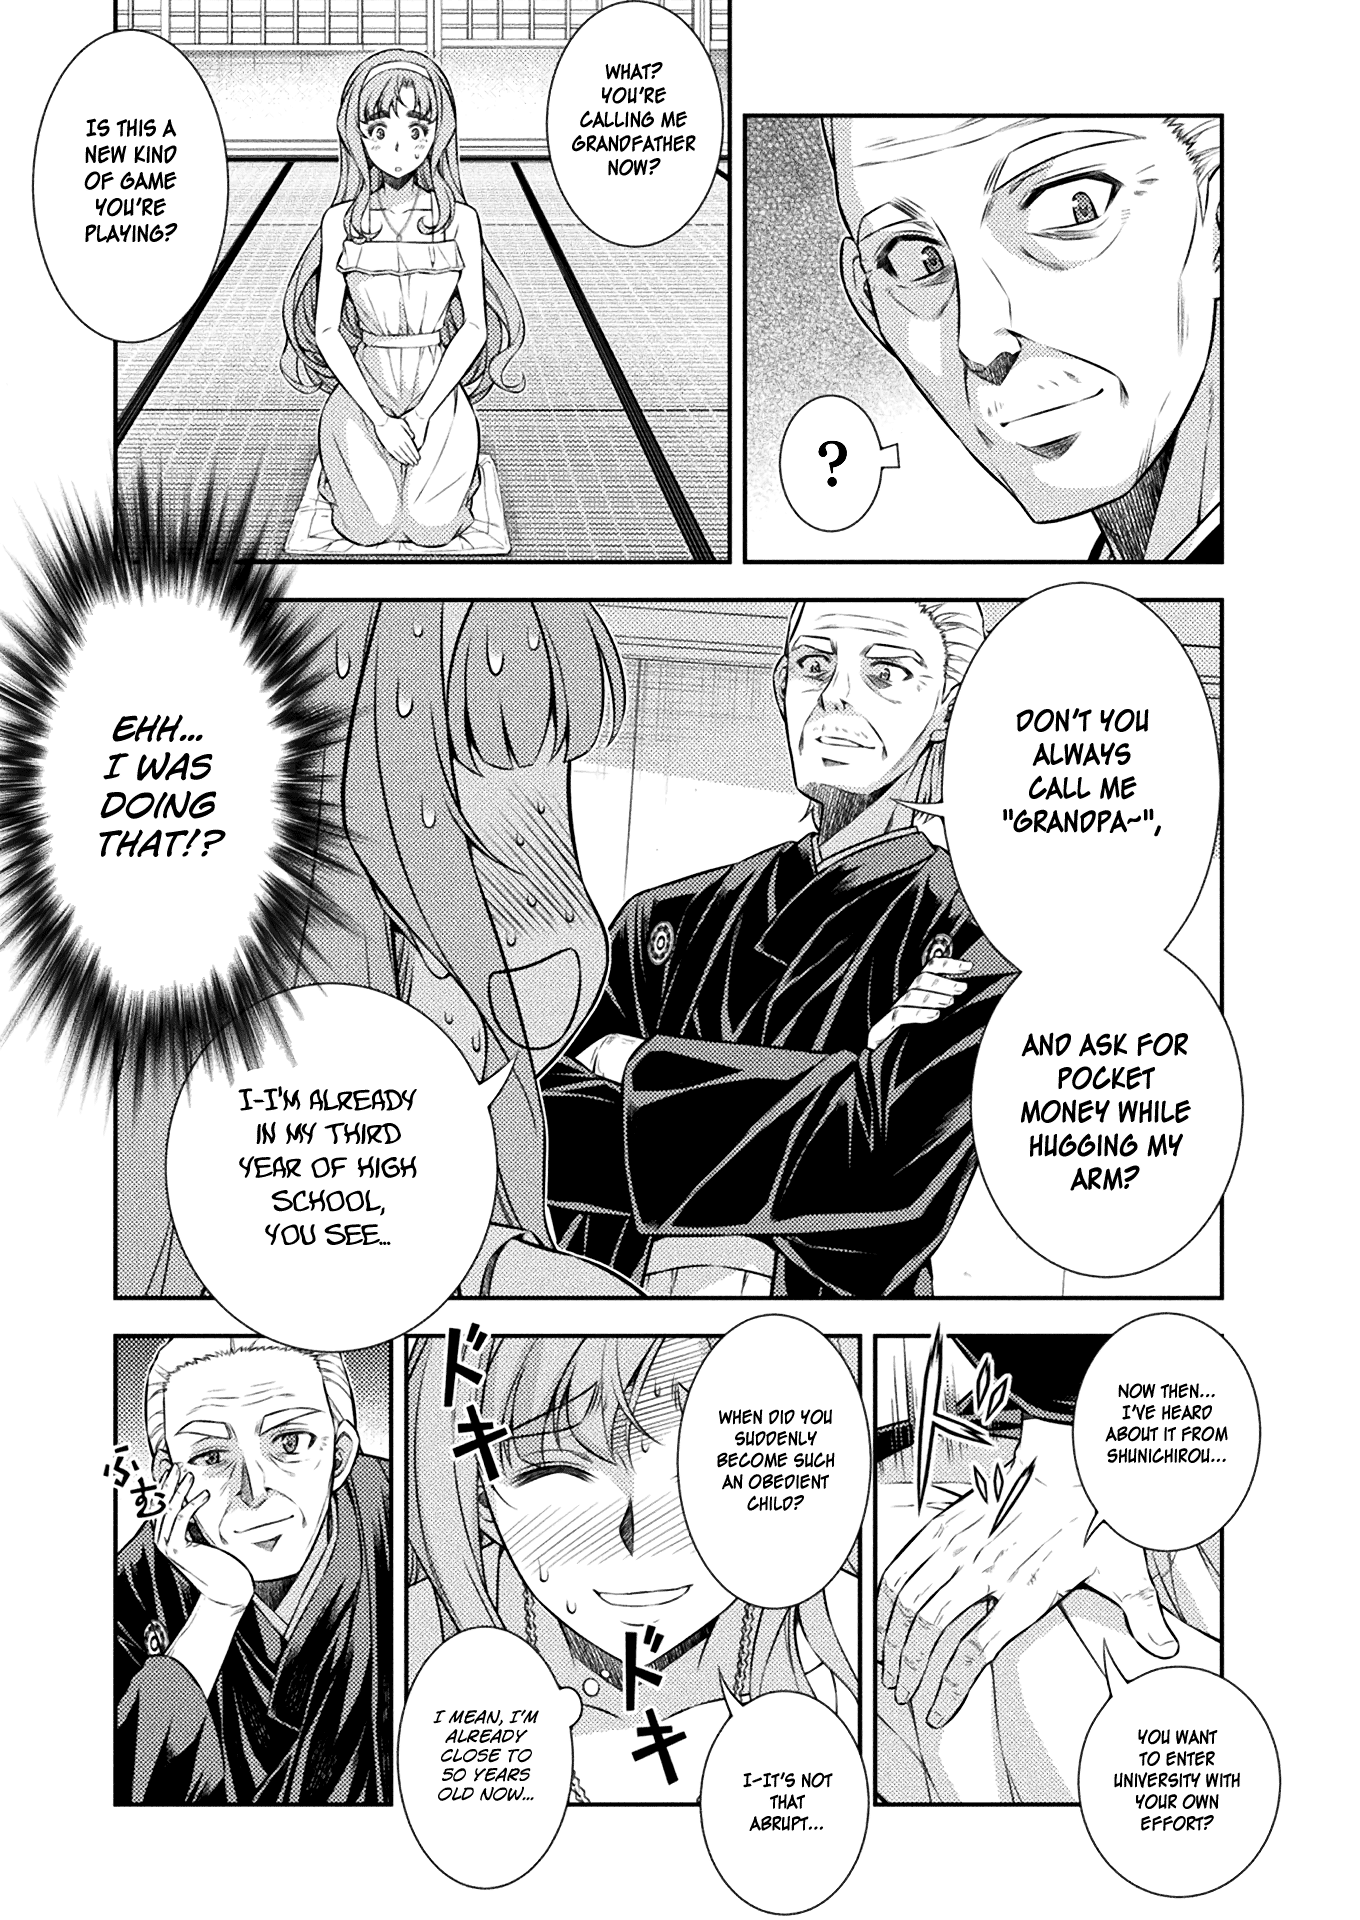 ?
WHAT?
YOU'RE
CALLING ME
GRANDFATHER
NOW?
IS THIS A
NEW KIND
OF GAME
YOU'RE
PLAYING?
DON'T YOU
ALWAYS
CALL ME
"GRANDPA~",
AND ASK FOR
POCKET
MONEY WHILE
HUGGING MY
ARM?
EHH...
I WAS
DOING
THAT!?
I-I'M ALREADY
IN MY THIRD
YEAR OF HIGH
SCHOOL,
YOU SEE...
NOW THEN...
I'VE HEARD
ABOUT IT FROM
SHUNICHIROU...
YOU WANT
TO ENTER
UNIVERSITY WITH
YOUR OWN
EFFORT?
ドン
WHEN DID YOU
SUDDENLY
BECOME SUCH
AN OBEDIENT
CHILD?
I-IT'S NOT
THAT
ABRUPT...
ドキ
ドキ
I MEAN, I'M
ALREADY
CLOSE TO
50 YEARS
OLD NOW...
ふむ